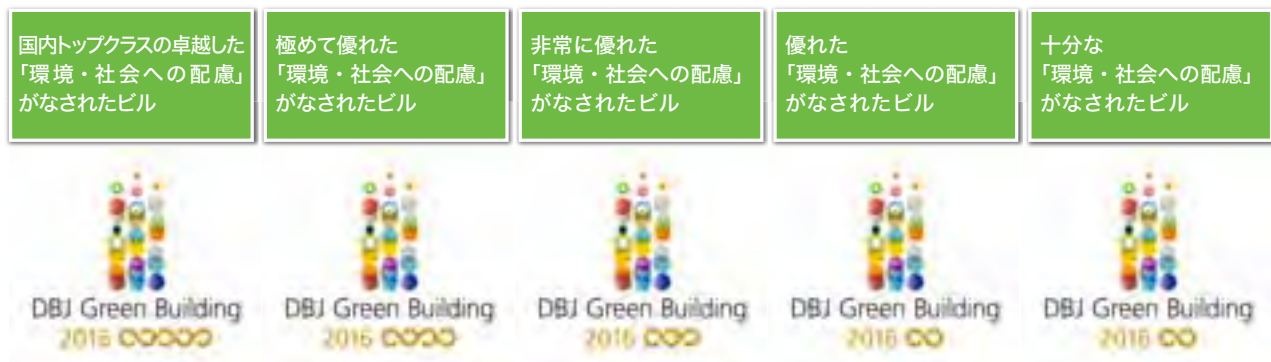 国内トップクラスの卓越した
「環境・社会への配慮」
がなされたビル
極めて優れた
「環境・社会への配慮」
がなされたビル
非常に優れた
「環境・社会への配慮」
がなされたビル
優れた
「環境・社会への配慮」
がなされたビル
十分な
「環境・社会への配慮」
がなされたビル
DBJ Green Building
2016
DBJ Green Building
2016
DBJ Green Building
2016
DBJ Green Building
2016
DBJ Green Building
2016